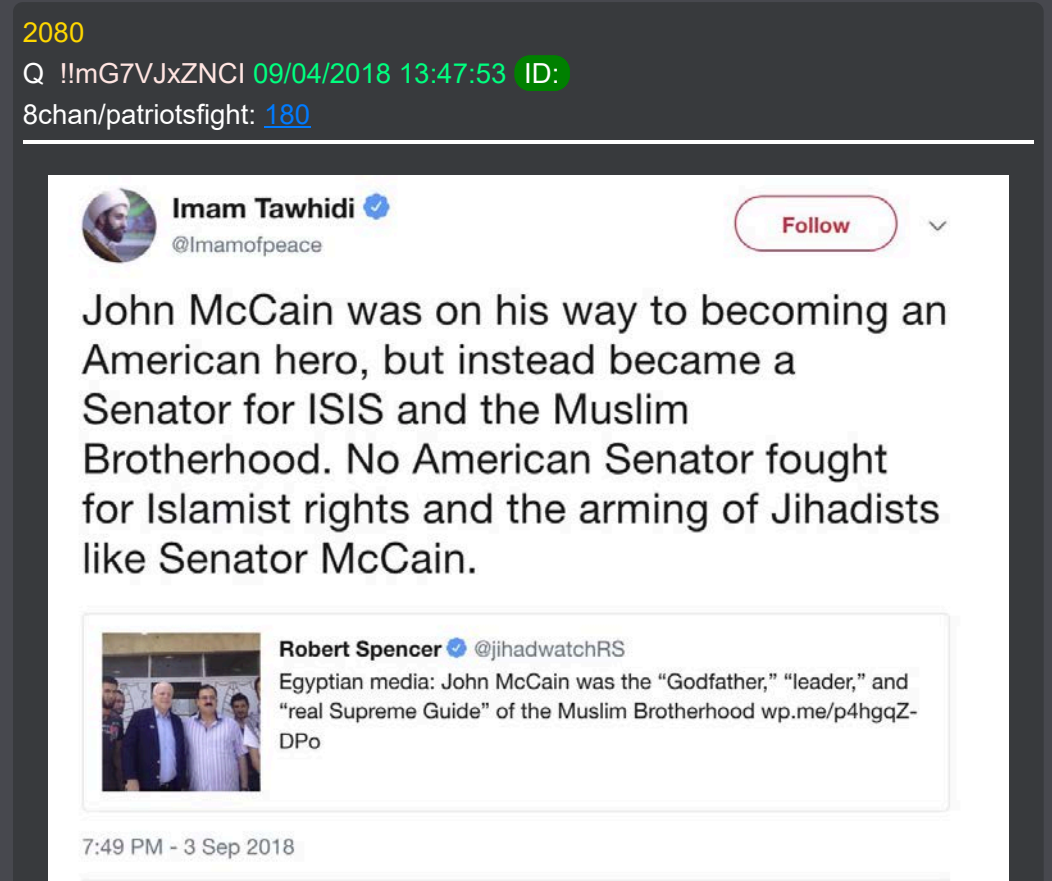 2080
Q !!mG7VJxZNCI 09/04/2018 13:47:53 ID:
8chan/patriotsfight: 180
Imam Tawhidi
@Imamofpeace
Follow
John McCain was on his way to becoming an
American hero, but instead became a
Senator for ISIS and the Muslim
Brotherhood. No American Senator fought
for Islamist rights and the arming of Jihadists
like Senator McCain.
Robert Spencer @jihadwatchRS
Egyptian media: John McCain was the “Godfather,” “leader,” and
“real Supreme Guide” of the Muslim Brotherhood wp.me/p4hgqZ-
DPo
7:49 PM - 3 Sep 2018